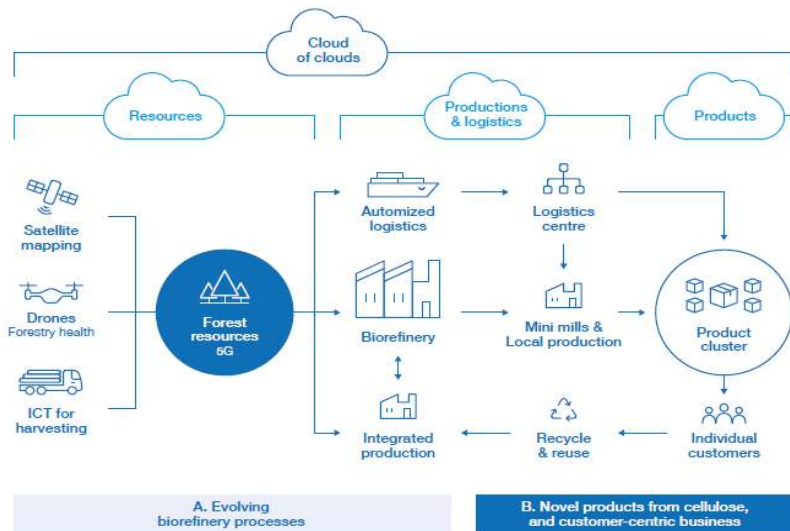 Cloud
of clouds
Resources
Productions
& logistics
Products
Satellite
mapping
Automized
logistics
Logistics
centre
Drones
Forestry health
Forest
resources
5G
Biorefinery
Mini mills &
Local production
Product
cluster
ICT for
harvesting
Integrated
production
Recycle
& reuse
Individual
customers
A. Evolving
biorefinery processes
B. Novel products from cellulose,
and customer-centric business